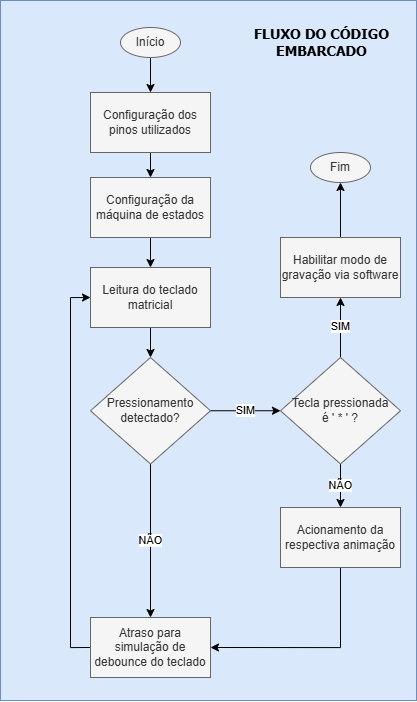 FLUXO DO CÓDIGO
EMBARCADO
Início
Configuração dos
pinos utilizados
Configuração da
máquina de estados
Leitura do teclado
matricial
Pressionamento
detectado?
SIM
NÃO
Tecla pressionada
é ' * ' ?
SIM
Habilitar modo de
gravação via software
Fim
NÃO
Acionamento da
respectiva animação
Atraso para
simulação de
debounce do teclado